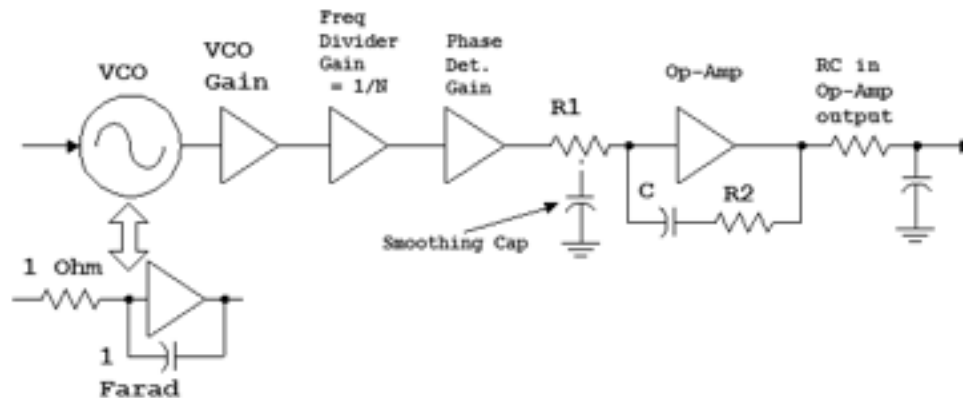 VCO
VCO
Gain
Freq
Divider
Gain
= 1/N
Phase
Det.
Gain
R1
Op-Amp
RC in
Op-Amp
output
C
R2
Smoothing Cap
1 Ohm
1
Farad